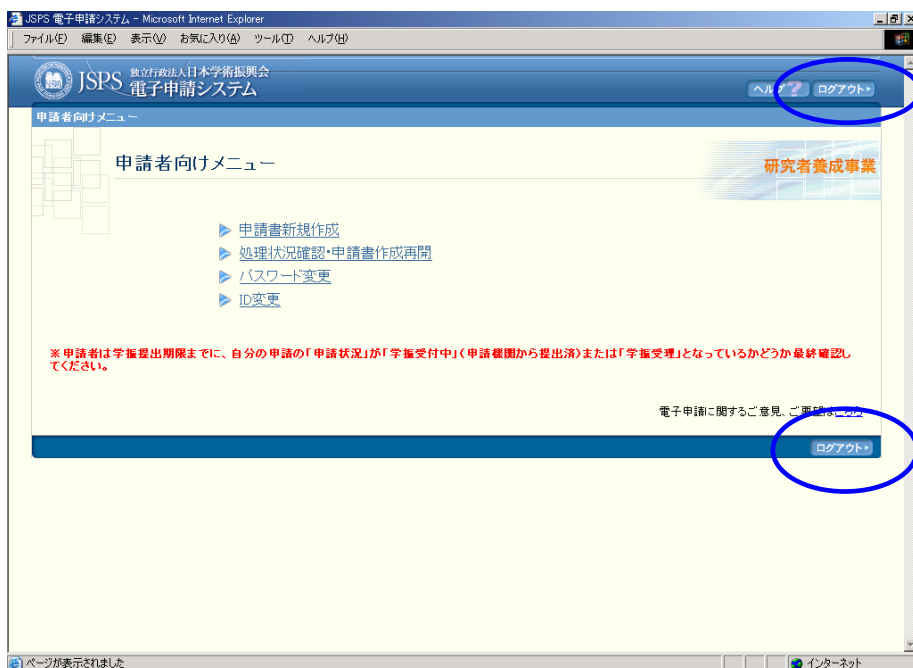 JSPS 電子申請システム - Microsoft Internet Explorer
ファイル(F) 編集(E) 表示(V) お気に入り(A) ツール(T) ヘルプ(H)
JSPS 独立行政法人日本学術振興会
電子申請システム
ヘルプ? ログアウト
申請者向けメニュー
申請者向けメニュー
研究者養成事業
申請書新規作成
処理状況確認・申請書作成再開
パスワード変更
ID変更
※申請者は学振提出期限までに、自分の申請の「申請状況」が「学振受付中」(申請機関から提出済)または「学振受理」となっているかどうか最終確認し
てください。
電子申請に関するご意見、ご要望はこちら
ログアウト
ページが表示されました
インターネット